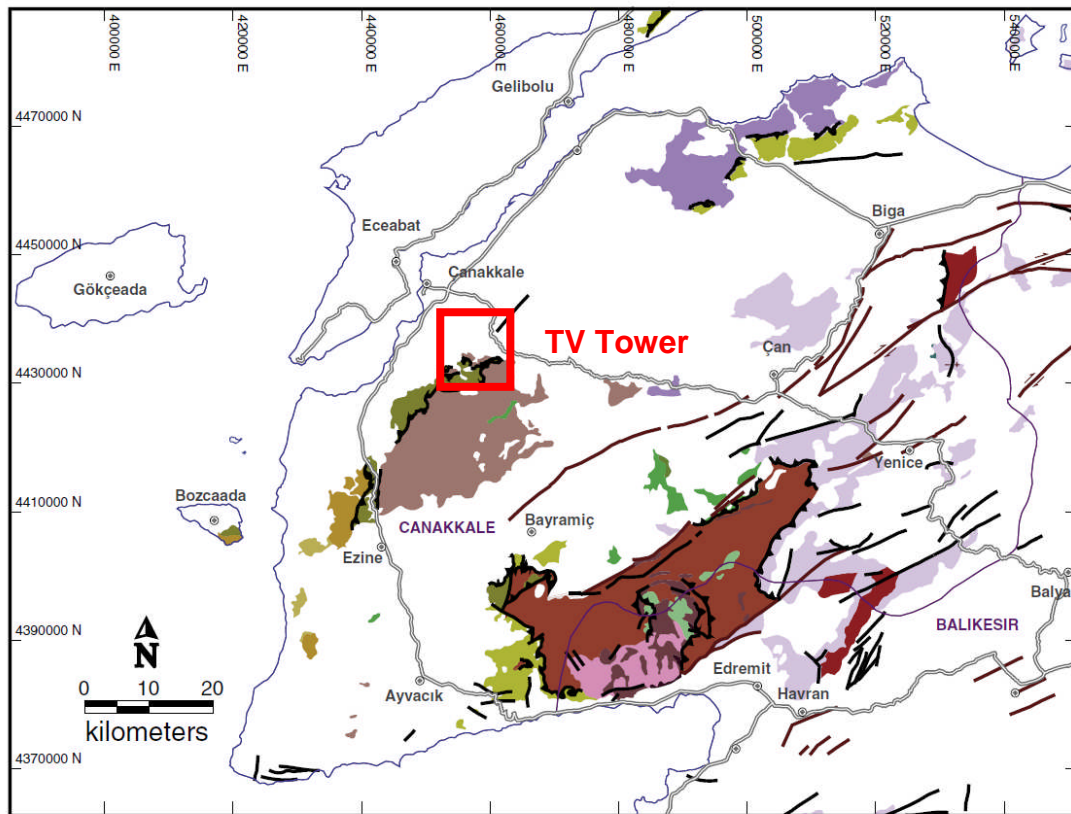 400000 E
420000 E
440000 E
460000 E
480000 E
500000 E
520000 E
540000 E
Gelibolu
4470000 N
Biga
Eceabat
4450000 N
Gökçeada
Çanakkale
TV Tower
Çan
4430000 N
Yenice
Bozcaada
4410000 N
CANAKKALE
Bayramiç
Ezine
Balya
N
4390000 N
BALIKESIR
0 10 20
kilometers
Ayvacık
Edremit
Havran
4370000 N